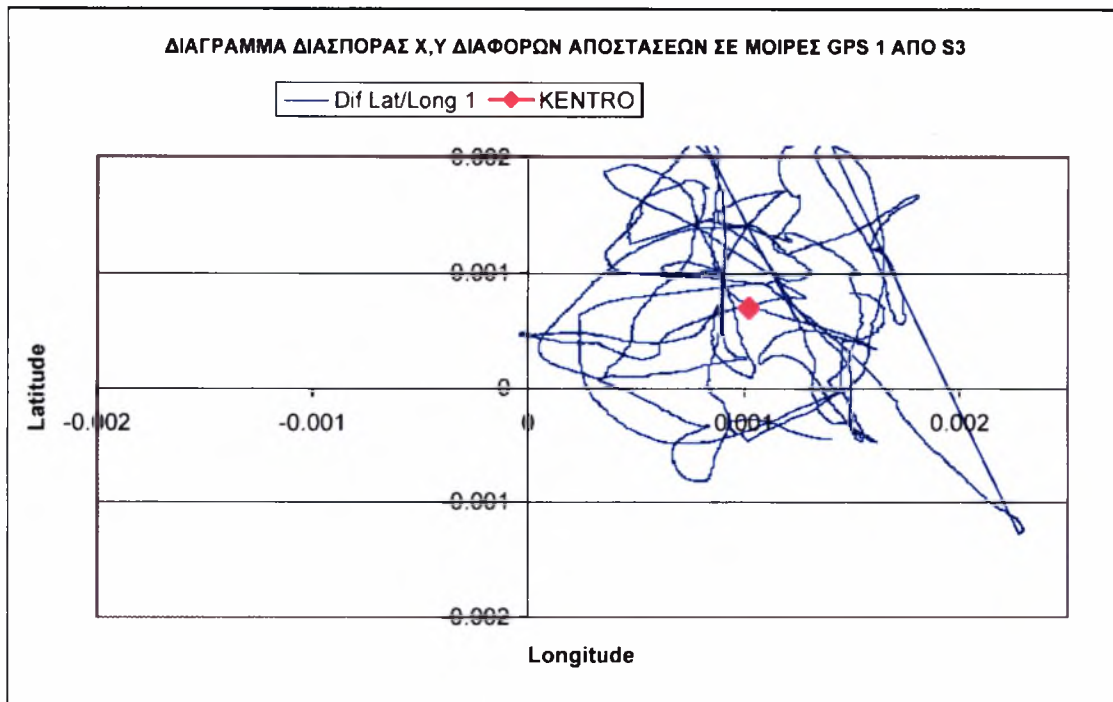 ΔΙΑΓΡΑΜΜΑ ΔΙΑΣΠΟΡΑΣ Χ,Υ ΔΙΑΦΟΡΩΝ ΑΠΟΣΤΑΣΕΩΝ ΣΕ ΜΟΙΡΕΣ GPS 1 ΑΠΟ S3
Dif Lat/Long 1 KENTRO
0.002
0.001
0
-0.001
-0.002
Latitude
-0.002 -0.001 0 0.001 0.002
Longitude